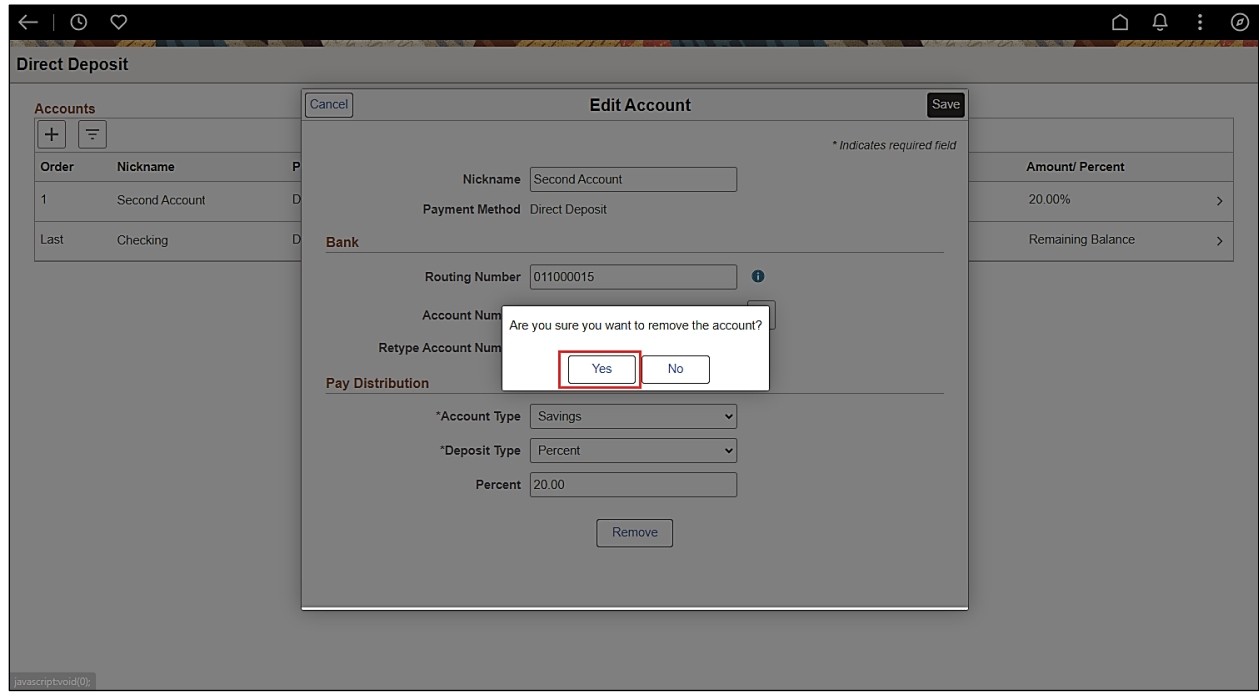 Direct Deposit
Accounts
Cancel
Edit Account
Save
* Indicates required field
Order
Nickname
P
Amount/ Percent
Nickname
Second Account
1
Second Account
D
20.00%
Payment Method
Direct Deposit
Last
Checking
D
Remaining Balance
Bank
Routing Number
011000015
Account Num
Are you sure you want to remove the account?
Retype Account Num
Yes
No
Pay Distribution
*Account Type
Savings
*Deposit Type
Percent
Percent
20.00
Remove
javascript:void(0);